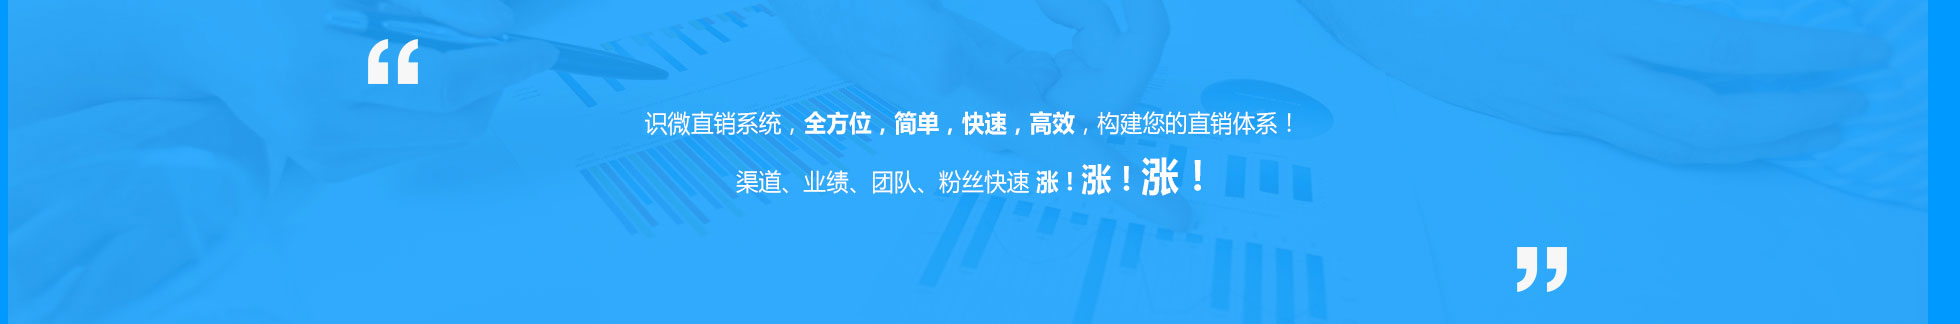 “
识微直销系统，全方位，简单，快速，高效，构建您的直销体系！
渠道、业绩、团队、粉丝快速 涨！涨！涨！
”